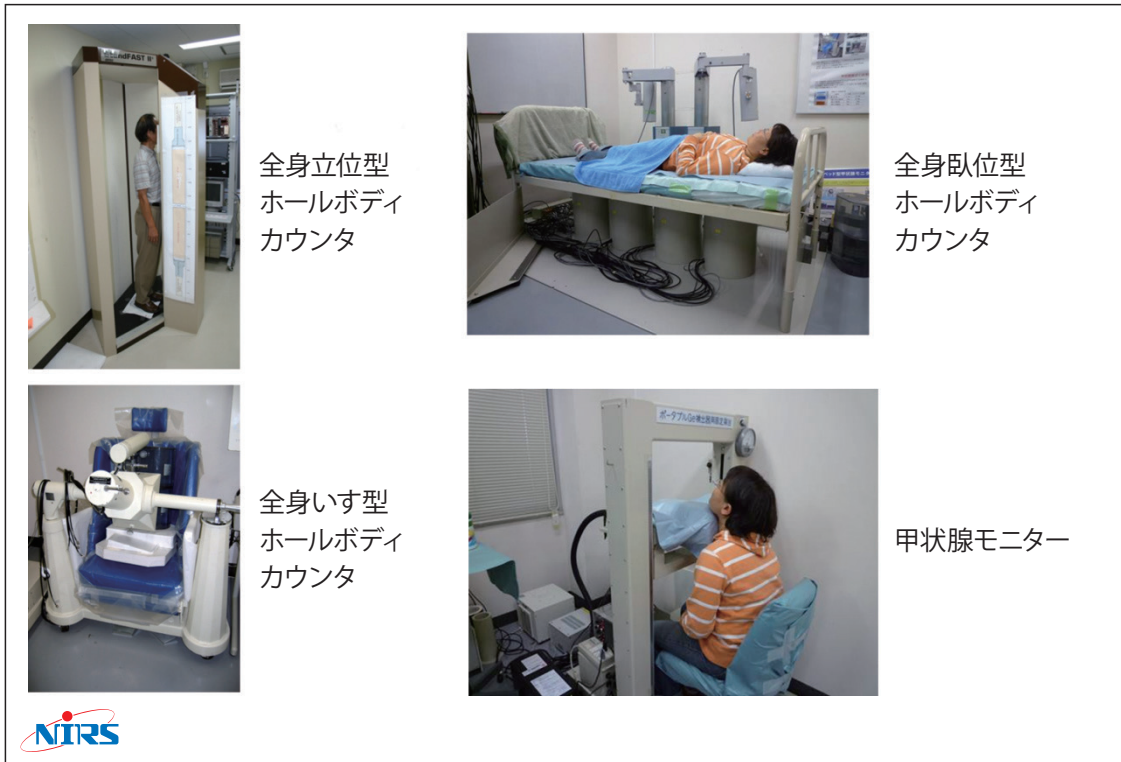 全身立位型
ホールボディ
カウンタ
全身臥位型
ホールボディ
カウンタ
全身いす型
ホールボディ
カウンタ
甲状腺モニター
NIRS